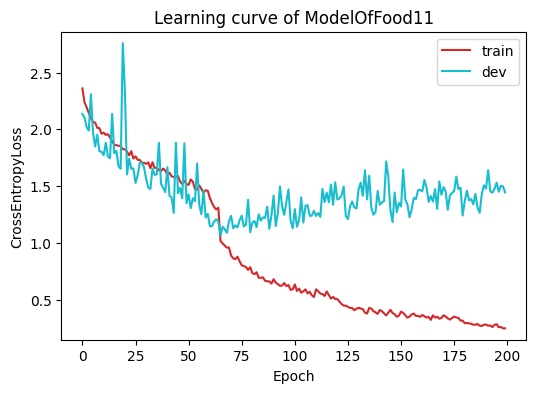 Learning curve of ModelOfFood11
train
dev
CrossEntropyLoss
2.5
2.0
1.5
1.0
0.5
0 25 50 75 100 125 150 175 200
Epoch